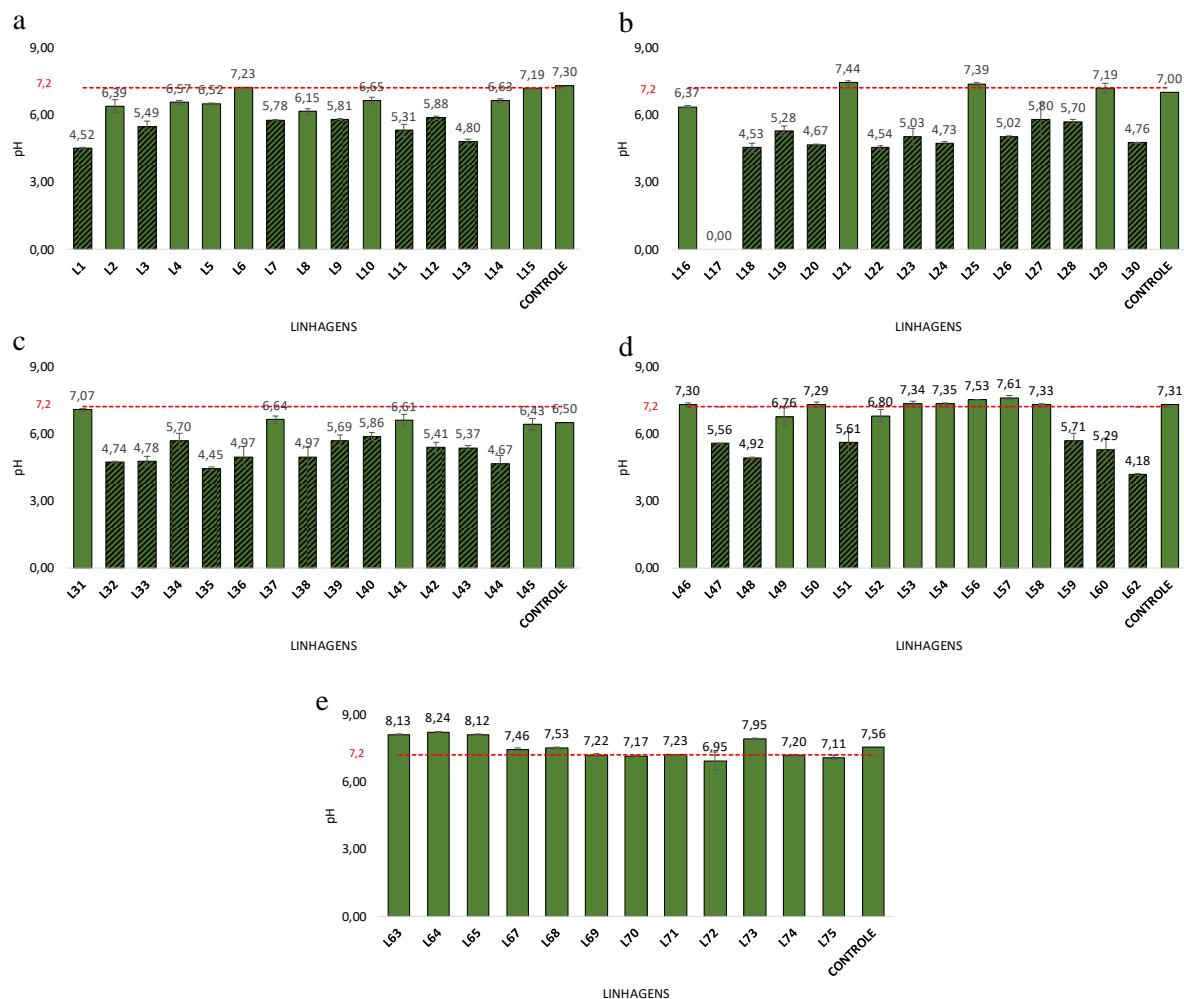 a
9,00
7,2
6,00
3,00
0,00
pH
4,52
6,39
5,49
6,57
6,52
7,23
5,78
6,15
5,81
6,65
5,31
5,88
4,80
6,63
7,19
7,30
L1
L2
L3
L4
L5
L6
L7
L8
L9
L10
L11
L12
L13
L14
L15
CONTROLE
LINHAGENS
b
9,00
7,2
6,00
3,00
0,00
pH
6,37
0,00
4,53
5,28
4,67
7,44
4,54
5,03
4,73
7,39
5,02
5,80
5,70
7,19
4,76
7,00
L16
L17
L18
L19
L20
L21
L22
L23
L24
L25
L26
L27
L28
L29
L30
CONTROLE
LINHAGENS
c
9,00
7,2
6,00
3,00
0,00
pH
7,07
4,74
4,78
5,70
4,45
4,97
6,64
4,97
5,69
5,86
6,61
5,41
5,37
4,67
6,43
6,50
L31
L32
L33
L34
L35
L36
L37
L38
L39
L40
L41
L42
L43
L44
L45
CONTROLE
LINHAGENS
d
9,00
7,2
6,00
3,00
0,00
pH
7,30
5,56
4,92
6,76
7,29
5,61
6,80
7,34
7,35
7,53
7,61
7,33
5,71
5,29
4,18
7,31
L46
L47
L48
L49
L50
L51
L52
L53
L54
L56
L57
L58
L59
L60
L62
CONTROLE
LINHAGENS
e
9,00
7,2
6,00
3,00
0,00
pH
8,13
8,24
8,12
7,46
7,53
7,22
7,17
7,23
6,95
7,95
7,20
7,11
7,56
L63
L64
L65
L67
L68
L69
L70
L71
L72
L73
L74
L75
CONTROLE
LINHAGENS